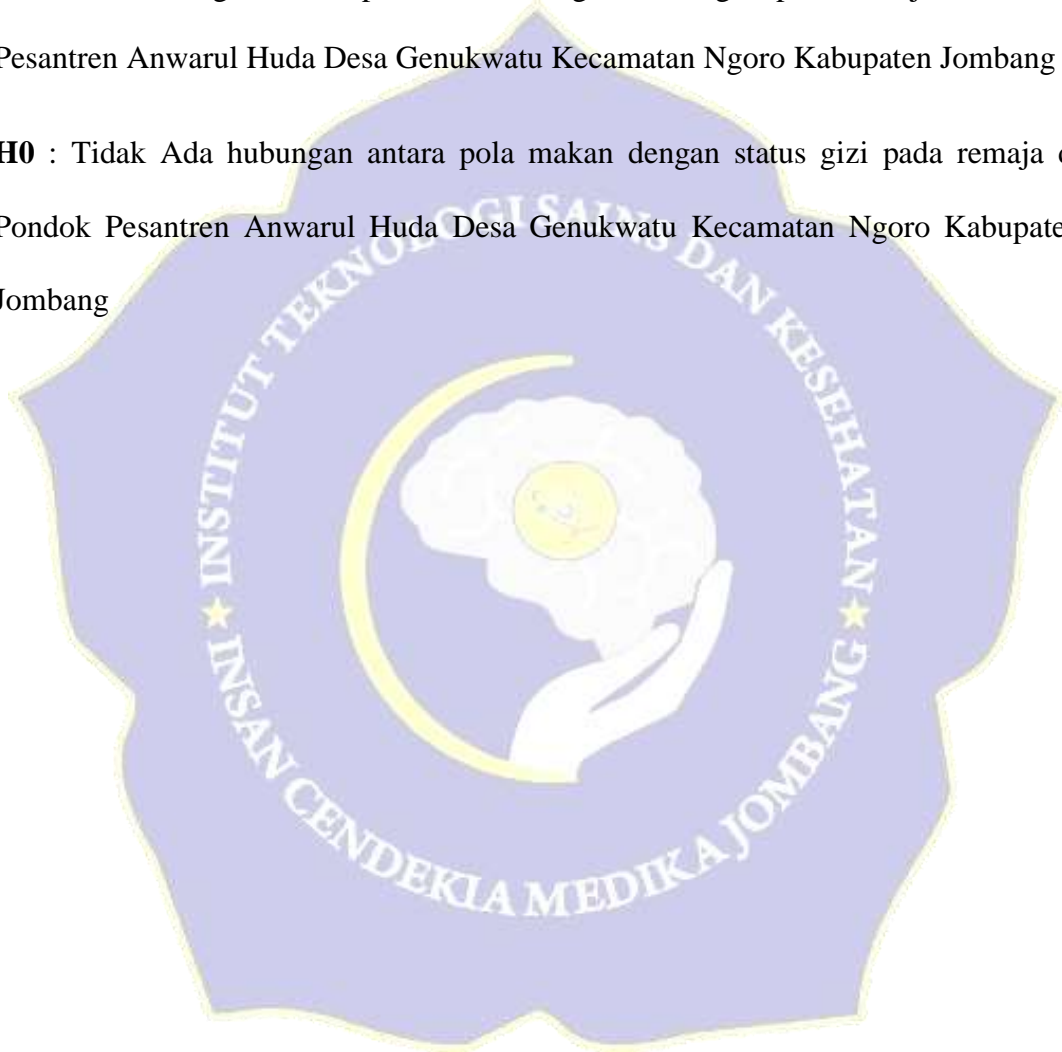 Pesantren Anwarul Huda Desa Genukwatu Kecamatan Ngoro Kabupaten Jombang
H0 : Tidak Ada hubungan antara pola makan dengan status gizi pada remaja
Pondok Pesantren Anwarul Huda Desa Genukwatu Kecamatan Ngoro Kabupate
Jombang
INSTITUT TEKNOLOGI SAINS DAN KESEHATAN
INSAN CENDEKIA MEDIKA JOMBANG